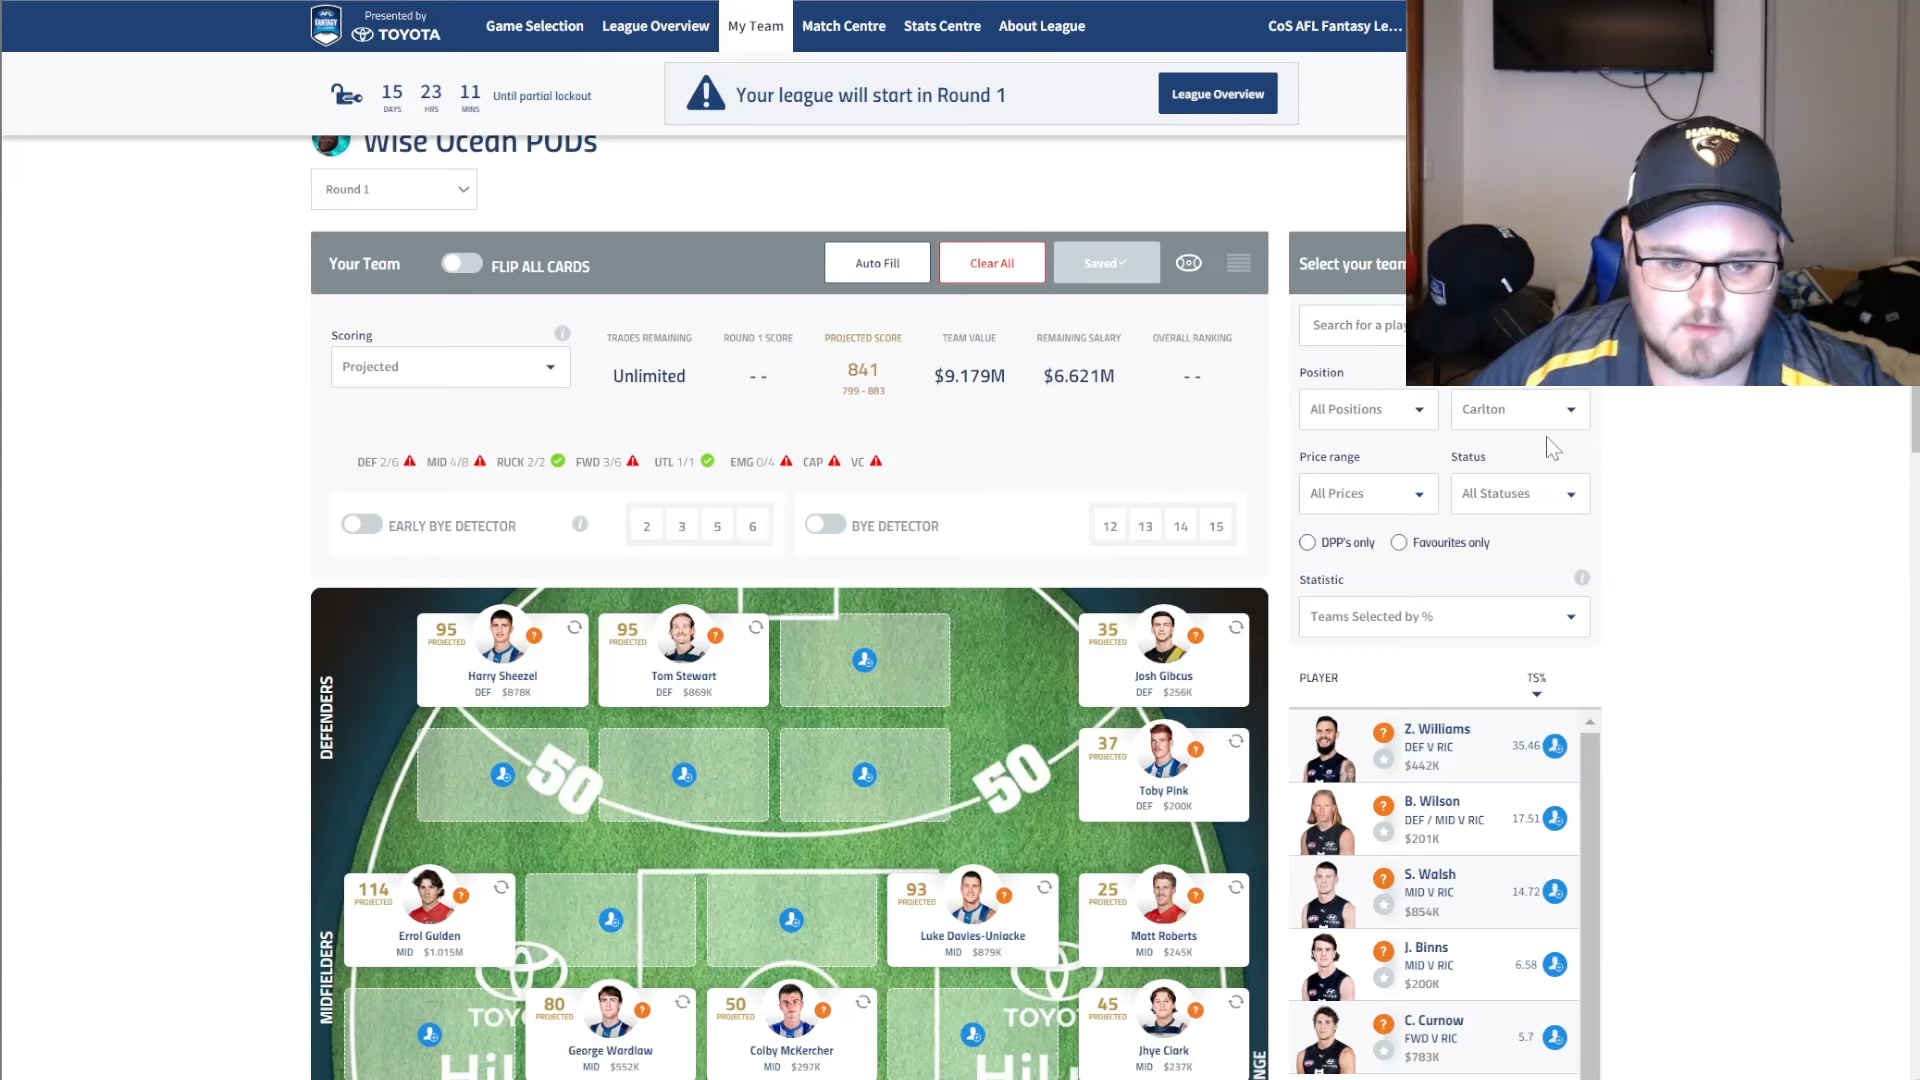 Presented by
TOYOTA
Game Selection
League Overview
My Team
Match Centre
Stats Centre
About League
CoS AFL Fantasy Le...
15 DAYS
23 HRS
11 MINS
Until partial lockout
Your league will start in Round 1
League Overview
Wise Ocean PODs
Round 1
Your Team
FLIP ALL CARDS
Auto Fill
Clear All
Saved
Select your team
Search for a play
Scoring
Projected
TRADES REMAINING
Unlimited
ROUND 1 SCORE
- -
PROJECTED SCORE
841
799 - 883
TEAM VALUE
$9.179M
REMAINING SALARY
$6.621M
OVERALL RANKING
- -
DEF 2/6
MID 4/8
RUCK 2/2
FWD 3/6
UTL 1/1
EMG 0/4
CAP
VC
EARLY BYE DETECTOR
2 3 5 6
BYE DETECTOR
12 13 14 15
Position
All Positions
Carlton
Price range
All Prices
Status
All Statuses
DPP's only
Favourites only
Statistic
Teams Selected by %
PLAYER
TS%
Z. Williams
DEF V RIC
$442K
35.46
B. Wilson
DEF / MID V RIC
$201K
17.51
S. Walsh
MID V RIC
$854K
14.72
J. Binns
MID V RIC
$200K
6.58
C. Curnow
FWD V RIC
$783K
5.7
DEFENDERS
95
PROJECTED
Harry Sheezel
DEF $878K
95
PROJECTED
Tom Stewart
DEF $869K
35
PROJECTED
Josh Gibcus
DEF $256K
37
PROJECTED
Toby Pink
DEF $200K
50
50
MIDFIELDERS
114
PROJECTED
Errol Gulden
MID $1.015M
93
PROJECTED
Luke Davies-Uniacke
MID $879K
25
PROJECTED
Matt Roberts
MID $245K
80
PROJECTED
George Wardlaw
MID $552K
50
PROJECTED
Colby McKercher
MID $297K
45
PROJECTED
Jhye Clark
MID $237K
TOYO
TOYO
NGE
HAWKS